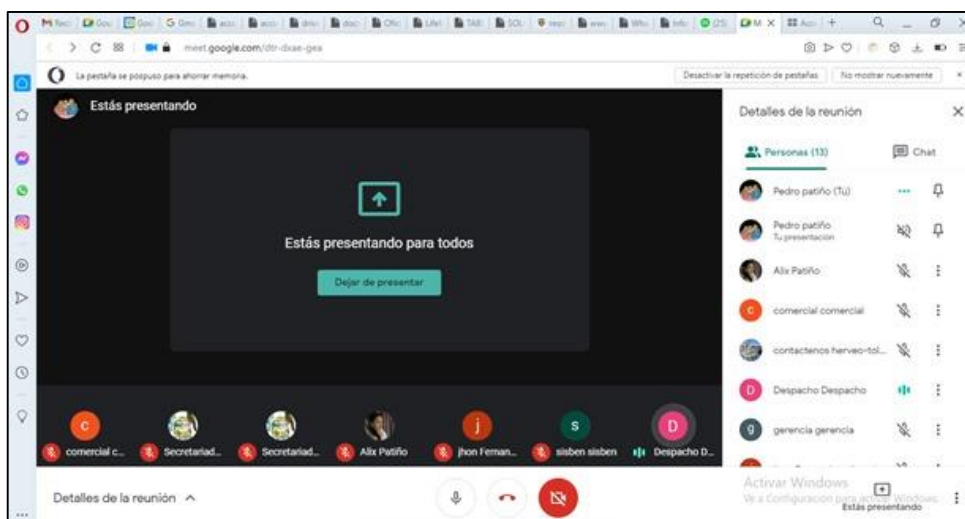 meet.google.com/dtr-dxae-gea
La pestaña se pospuso para ahorrar memoria.
Desactivar la repetición de pestañas
No mostrar nuevamente
Estás presentando
Estás presentando para todos
Dejar de presentar
comercial c...
Secretariad...
Secretariad...
Alix Patiño
jhon Fernan...
sisben sisben
Despacho D...
Detalles de la reunión
Personas (13)
Chat
Pedro patiño (Tú)
Pedro patiño
Tu presentación
Alix Patiño
comercial comercial
contactenos herveo-tol...
Despacho Despacho
gerencia gerencia
Activar Windows
Ve a Configuración para activar Windows.
Detalles de la reunión
Estás presentando